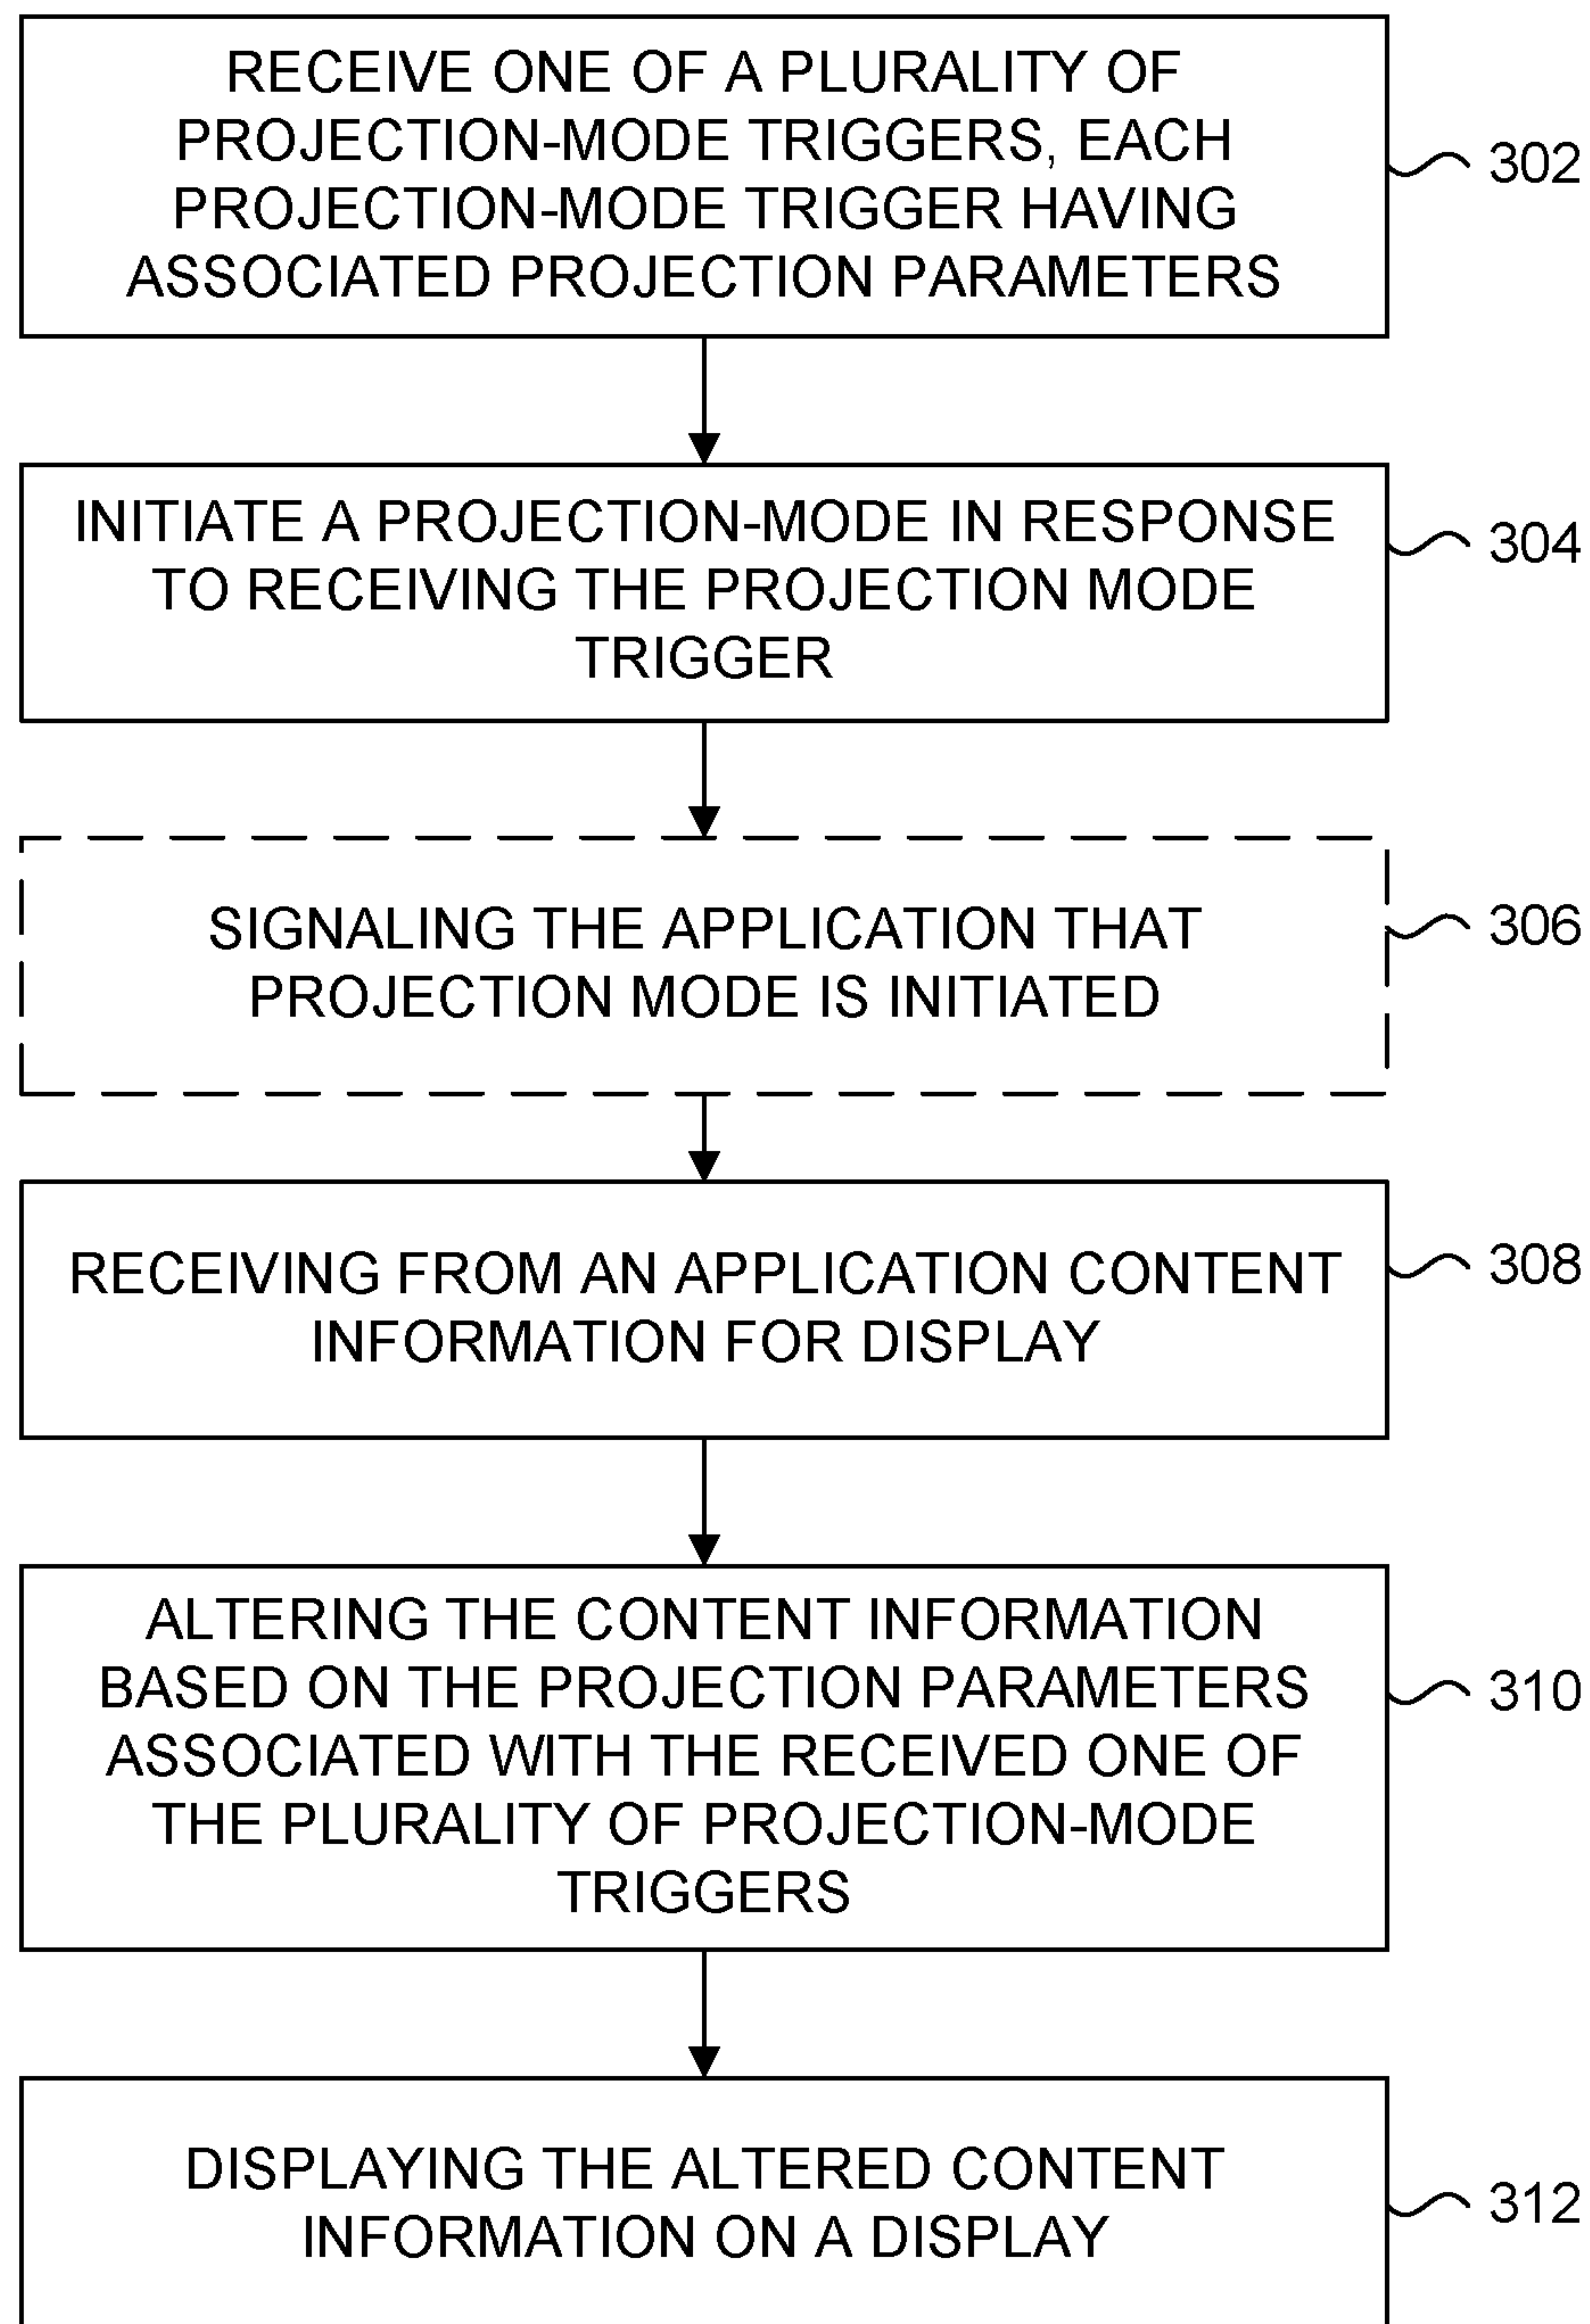 RECEIVE ONE OF A PLURALITY OF
PROJECTION-MODE TRIGGERS, EACH
PROJECTION-MODE TRIGGER HAVING
ASSOCIATED PROJECTION PARAMETERS
302
INITIATE A PROJECTION-MODE IN RESPONSE
TO RECEIVING THE PROJECTION MODE
TRIGGER
304
SIGNALING THE APPLICATION THAT
PROJECTION MODE IS INITIATED
306
RECEIVING FROM AN APPLICATION CONTENT
INFORMATION FOR DISPLAY
308
ALTERING THE CONTENT INFORMATION
BASED ON THE PROJECTION PARAMETERS
ASSOCIATED WITH THE RECEIVED ONE OF
THE PLURALITY OF PROJECTION-MODE
TRIGGERS
310
DISPLAYING THE ALTERED CONTENT
INFORMATION ON A DISPLAY
312